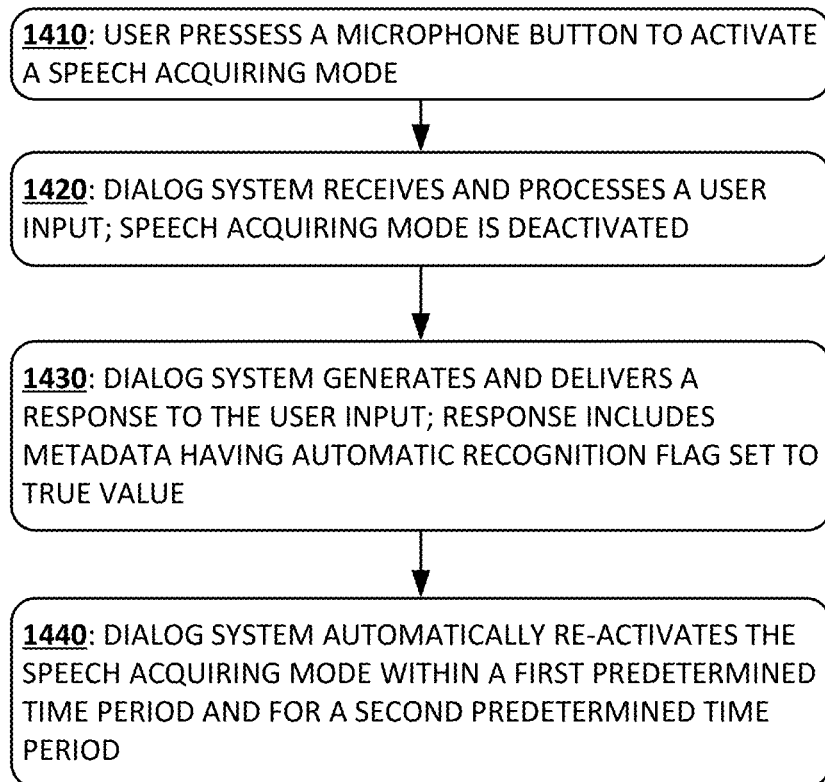 1410: USER PRESSESS A MICROPHONE BUTTON TO ACTIVATE
A SPEECH ACQUIRING MODE
1420: DIALOG SYSTEM RECEIVES AND PROCESSES A USER
INPUT; SPEECH ACQUIRING MODE IS DEACTIVATED
1430: DIALOG SYSTEM GENERATES AND DELIVERS A
RESPONSE TO THE USER INPUT; RESPONSE INCLUDES
METADATA HAVING AUTOMATIC RECOGNITION FLAG SET TO
TRUE VALUE
1440: DIALOG SYSTEM AUTOMATICALLY RE-ACTIVATES THE
SPEECH ACQUIRING MODE WITHIN A FIRST PREDETERMINED
TIME PERIOD AND FOR A SECOND PREDETERMINED TIME
PERIOD